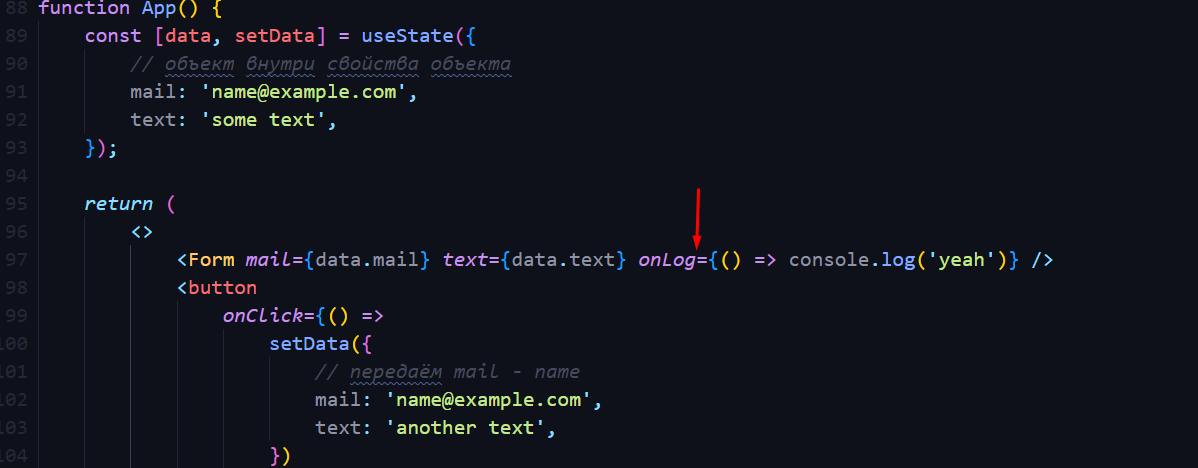 88 function App() {
89 const [data, setData] = useState({
90 // объект внутри свойства объекта
91 mail: 'name@example.com',
92 text: 'some text',
93 });
94
95 return (
96 <>
97 <Form mail={data.mail} text={data.text} onLog={() => console.log('yeah')} />
98 <button
99 onClick={() =>
100 setData({
101 // передаём mail - name
102 mail: 'name@example.com',
103 text: 'another text',
104 })